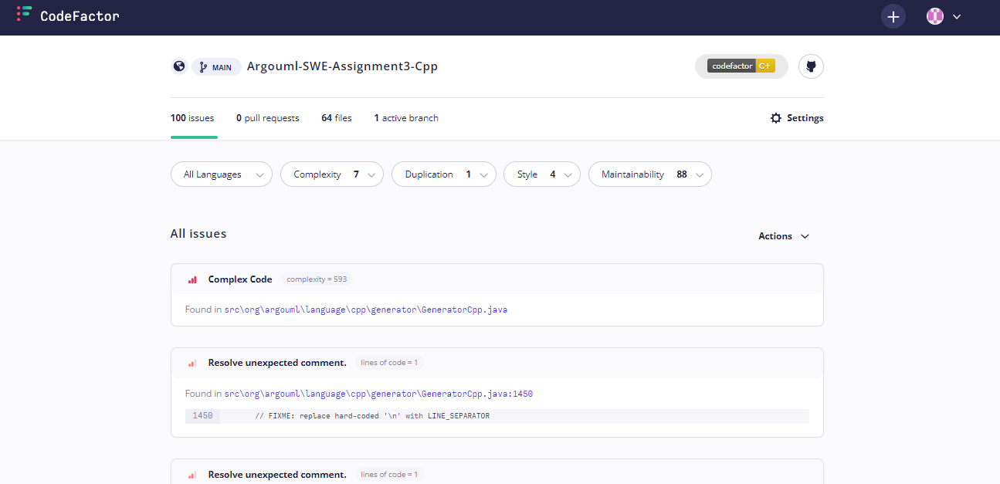 CodeFactor
MAIN Argouml-SWE-Assignment3-Cpp codefactor C+
100 issues 0 pull requests 64 files 1 active branch Settings
All Languages Complexity 7 Duplication 1 Style 4 Maintainability 88
All issues
Actions
Complex Code complexity = 593
Found in src\org\argouml\language\cpp\generator\GeneratorCpp.java
Resolve unexpected comment. lines of code = 1
Found in src\org\argouml\language\cpp\generator\GeneratorCpp.java:1450
1450 // FIXME: replace hard-coded '\n' with LINE_SEPARATOR
Resolve unexpected comment. lines of code = 1